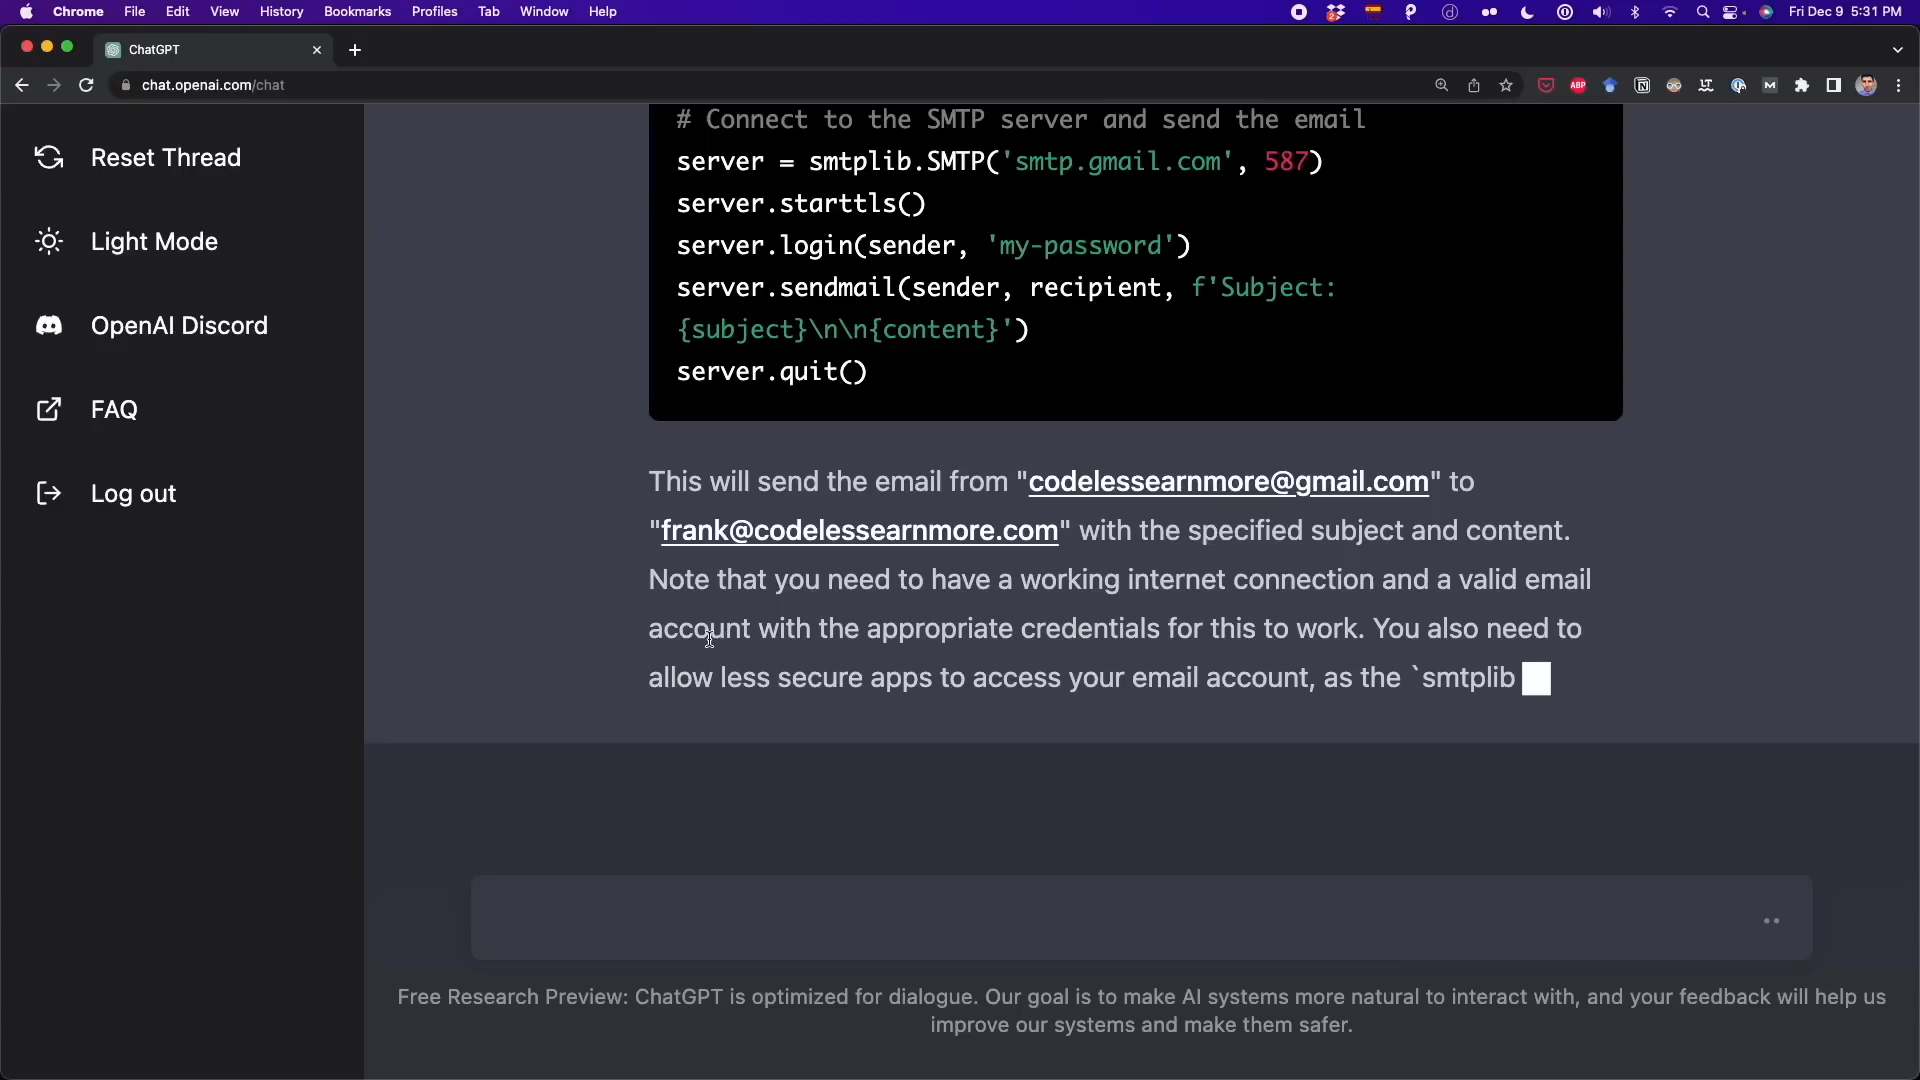 Chrome File Edit View History Bookmarks Profiles Tab Window Help Fri Dec 9 5:31 PM
ChatGPT
chat.openai.com/chat
ABP
Reset Thread
Light Mode
OpenAI Discord
FAQ
Log out
# Connect to the SMTP server and send the email
server = smtplib.SMTP('smtp.gmail.com', 587)
server.starttls()
server.login(sender, 'my-password')
server.sendmail(sender, recipient, f'Subject:
{subject}\n\n{content}')
server.quit()
This will send the email from "codelessearnmore@gmail.com" to
"frank@codelessearnmore.com" with the specified subject and content.
Note that you need to have a working internet connection and a valid email
account with the appropriate credentials for this to work. You also need to
allow less secure apps to access your email account, as the `smtplib
Free Research Preview: ChatGPT is optimized for dialogue. Our goal is to make AI systems more natural to interact with, and your feedback will help us
improve our systems and make them safer.